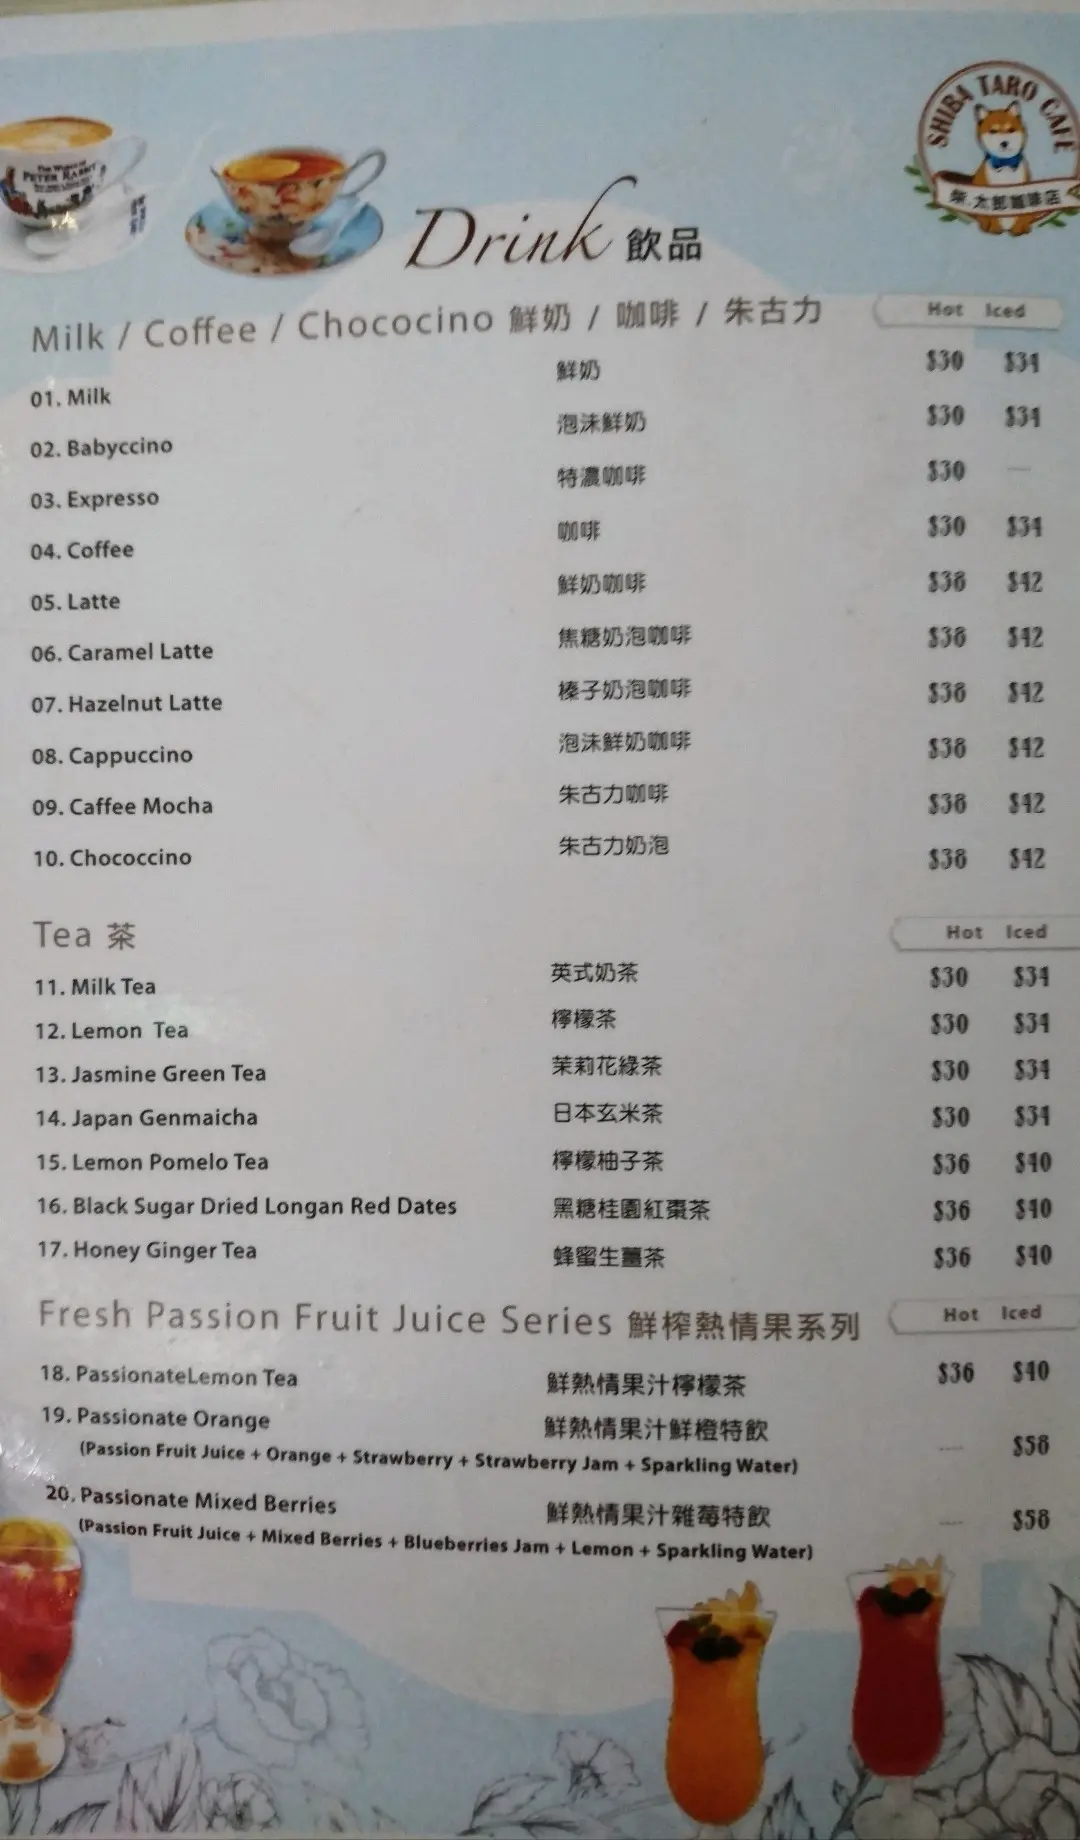 SHIBA TARO CAFE
柴.太郎咖啡店
The World of
PETER RABBIT
Drink 飲品
Milk / Coffee / Chococino 鮮奶 / 咖啡 / 朱古力 Hot Iced
01. Milk 鮮奶 $30 $34
02. Babyccino 泡沫鮮奶 $30 $34
03. Expresso 特濃咖啡 $30 —
04. Coffee 咖啡 $30 $34
05. Latte 鮮奶咖啡 $38 $42
06. Caramel Latte 焦糖奶泡咖啡 $38 $42
07. Hazelnut Latte 榛子奶泡咖啡 $38 $42
08. Cappuccino 泡沫鮮奶咖啡 $38 $42
09. Caffee Mocha 朱古力咖啡 $38 $42
10. Chococcino 朱古力奶泡 $38 $42
Tea 茶 Hot Iced
11. Milk Tea 英式奶茶 $30 $34
12. Lemon Tea 檸檬茶 $30 $34
13. Jasmine Green Tea 茉莉花綠茶 $30 $34
14. Japan Genmaicha 日本玄米茶 $30 $34
15. Lemon Pomelo Tea 檸檬柚子茶 $36 $40
16. Black Sugar Dried Longan Red Dates 黑糖桂圓紅棗茶 $36 $40
17. Honey Ginger Tea 蜂蜜生薑茶 $36 $40
Fresh Passion Fruit Juice Series 鮮榨熱情果系列 Hot Iced
18. PassionateLemon Tea 鮮熱情果汁檸檬茶 $36 $40
19. Passionate Orange 鮮熱情果汁鮮橙特飲 — $58
(Passion Fruit Juice + Orange + Strawberry + Strawberry Jam + Sparkling Water)
20. Passionate Mixed Berries 鮮熱情果汁雜莓特飲 — $58
(Passion Fruit Juice + Mixed Berries + Blueberries Jam + Lemon + Sparkling Water)